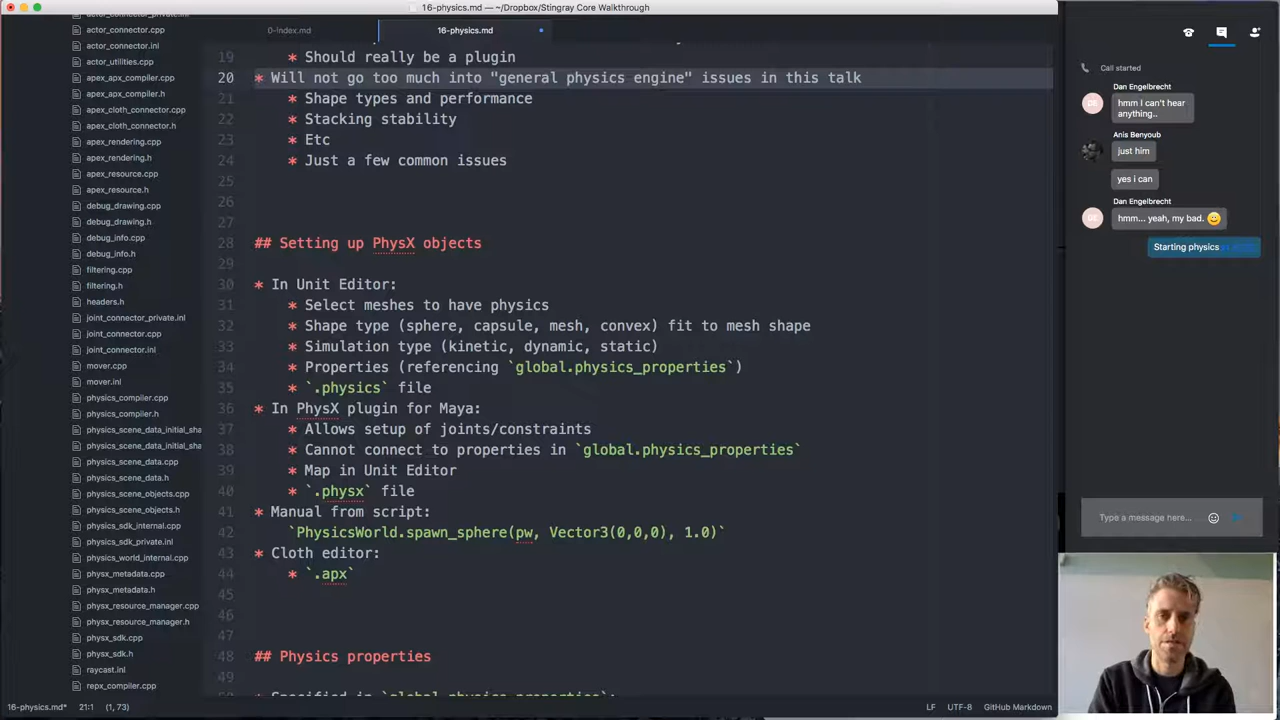 16-physics.md — ~/Dropbox/Stingray Core Walkthrough
0-index.md
16-physics.md
actor_connector.cpp
actor_connector.inl
actor_utilities.cpp
apex_apx_compiler.cpp
apex_apx_compiler.h
apex_cloth_connector.cpp
apex_cloth_connector.h
apex_rendering.cpp
apex_rendering.h
apex_resource.cpp
apex_resource.h
debug_drawing.cpp
debug_drawing.h
debug_info.cpp
debug_info.h
filtering.cpp
filtering.h
headers.h
joint_connector_private.inl
joint_connector.cpp
joint_connector.inl
mover.cpp
mover.inl
physics_compiler.cpp
physics_compiler.h
physics_scene_data_initial_sha
physics_scene_data_initial_sha
physics_scene_data.cpp
physics_scene_data.h
physics_scene_objects.cpp
physics_scene_objects.h
physics_sdk_internal.cpp
physics_sdk_private.inl
physics_world_internal.cpp
physx_metadata.cpp
physx_metadata.h
physx_resource_manager.cpp
physx_resource_manager.h
physx_sdk.cpp
physx_sdk.h
raycast.inl
repx_compiler.cpp
19 * Should really be a plugin
20 * Will not go too much into "general physics engine" issues in this talk
21 * Shape types and performance
22 * Stacking stability
23 * Etc
24 * Just a few common issues
25
26
27
28 ## Setting up PhysX objects
29
30 * In Unit Editor:
31 * Select meshes to have physics
32 * Shape type (sphere, capsule, mesh, convex) fit to mesh shape
33 * Simulation type (kinetic, dynamic, static)
34 * Properties (referencing `global.physics_properties`)
35 * `.physics` file
36 * In PhysX plugin for Maya:
37 * Allows setup of joints/constraints
38 * Cannot connect to properties in `global.physics_properties`
39 * Map in Unit Editor
40 * `.physx` file
41 * Manual from script:
42 `PhysicsWorld.spawn_sphere(pw, Vector3(0,0,0), 1.0)`
43 * Cloth editor:
44 * `.apx`
45
46
47
48 ## Physics properties
49
16-physics.md* 21:1 (1, 73)
LF UTF-8 GitHub Markdown
Call started
Dan Engelbrecht
DE
hmm I can't hear
anything..
Anis Benyoub
just him
yes i can
Dan Engelbrecht
DE
hmm... yeah, my bad.
Starting physics
Type a message here...